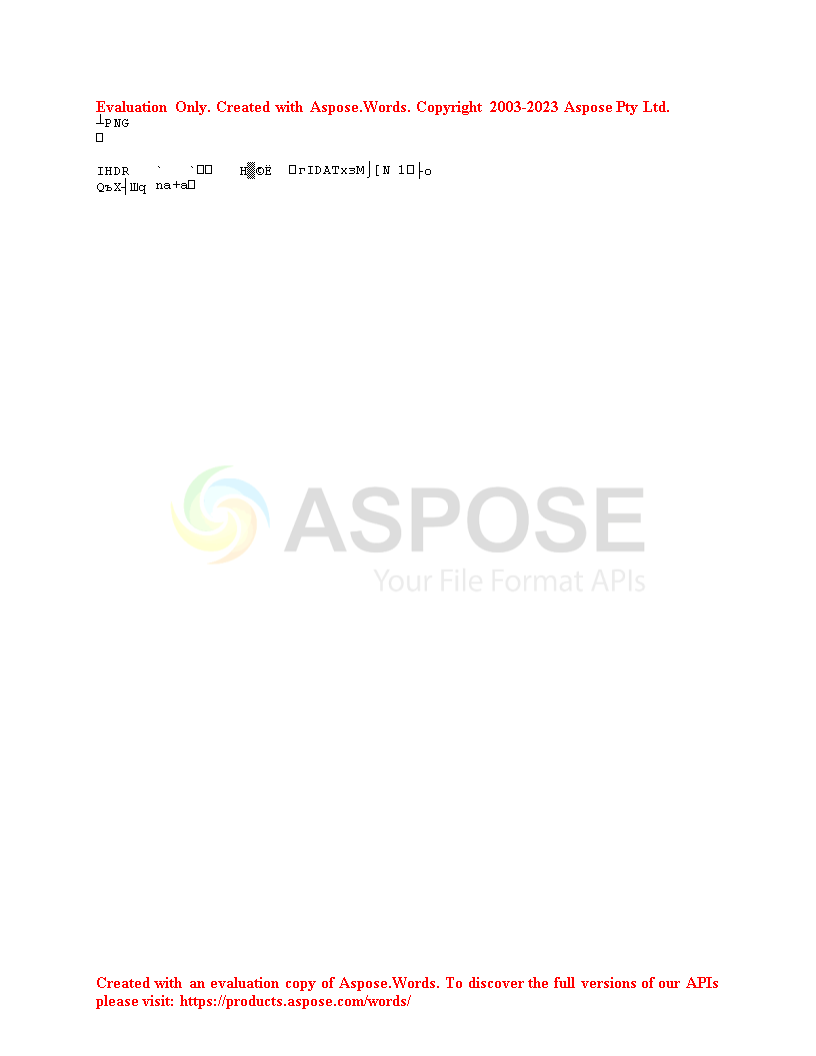 Evaluation Only. Created with Aspose.Words. Copyright 2003-2023 Aspose Pty Ltd.
┴PNG
□
IHDR ` `□□ H▒©Ë □rIDATxзM⌡[N 1□├o
QъX┤Шq na+a□
ASPOSE
Your File Format APIs
Created with an evaluation copy of Aspose.Words. To discover the full versions of our APIs
please visit: https://products.aspose.com/words/